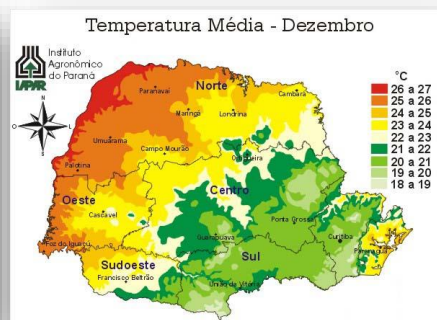 Temperatura Média - Dezembro
Instituto
Agronômico
do Paraná
IAPAR
°C
26 a 27
25 a 26
24 a 25
23 a 24
22 a 23
21 a 22
20 a 21
19 a 20
18 a 19
Norte
Paranavaí
Cambará
Maringá
Londrina
Umuarama
Campo Mourão
Palotina
Ortigueira
Oeste
Centro
Cascavel
Ponta Grossa
Foz do Iguaçu
Guarapuava
Curitiba
Paranaguá
Sudoeste
Sul
Francisco Beltrão
União da Vitória